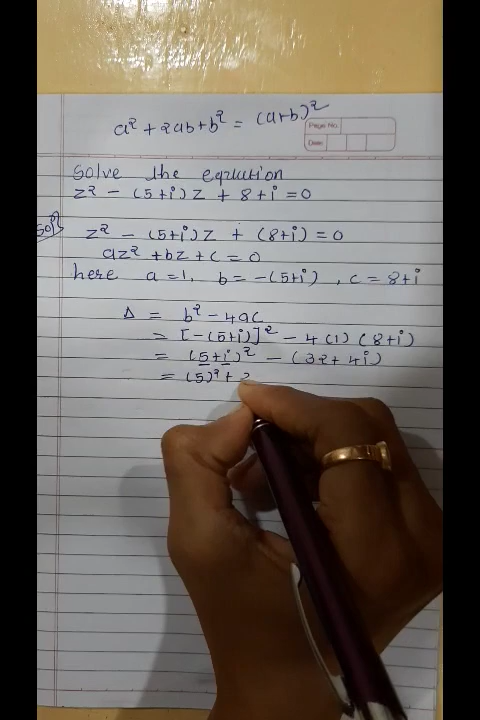 a² + 2ab + b² = (a+b)²
Page No.
Date
Solve the equation
z² - (5+i)z + 8+i = 0
Solⁿ
z² - (5+i)z + (8+i) = 0
az² + bz + c = 0
here a = 1, b = -(5+i), c = 8+i
Δ = b² - 4ac
= [-(5+i)]² - 4(1)(8+i)
= (5+i)² - (32+4i)
= (5)² + 2